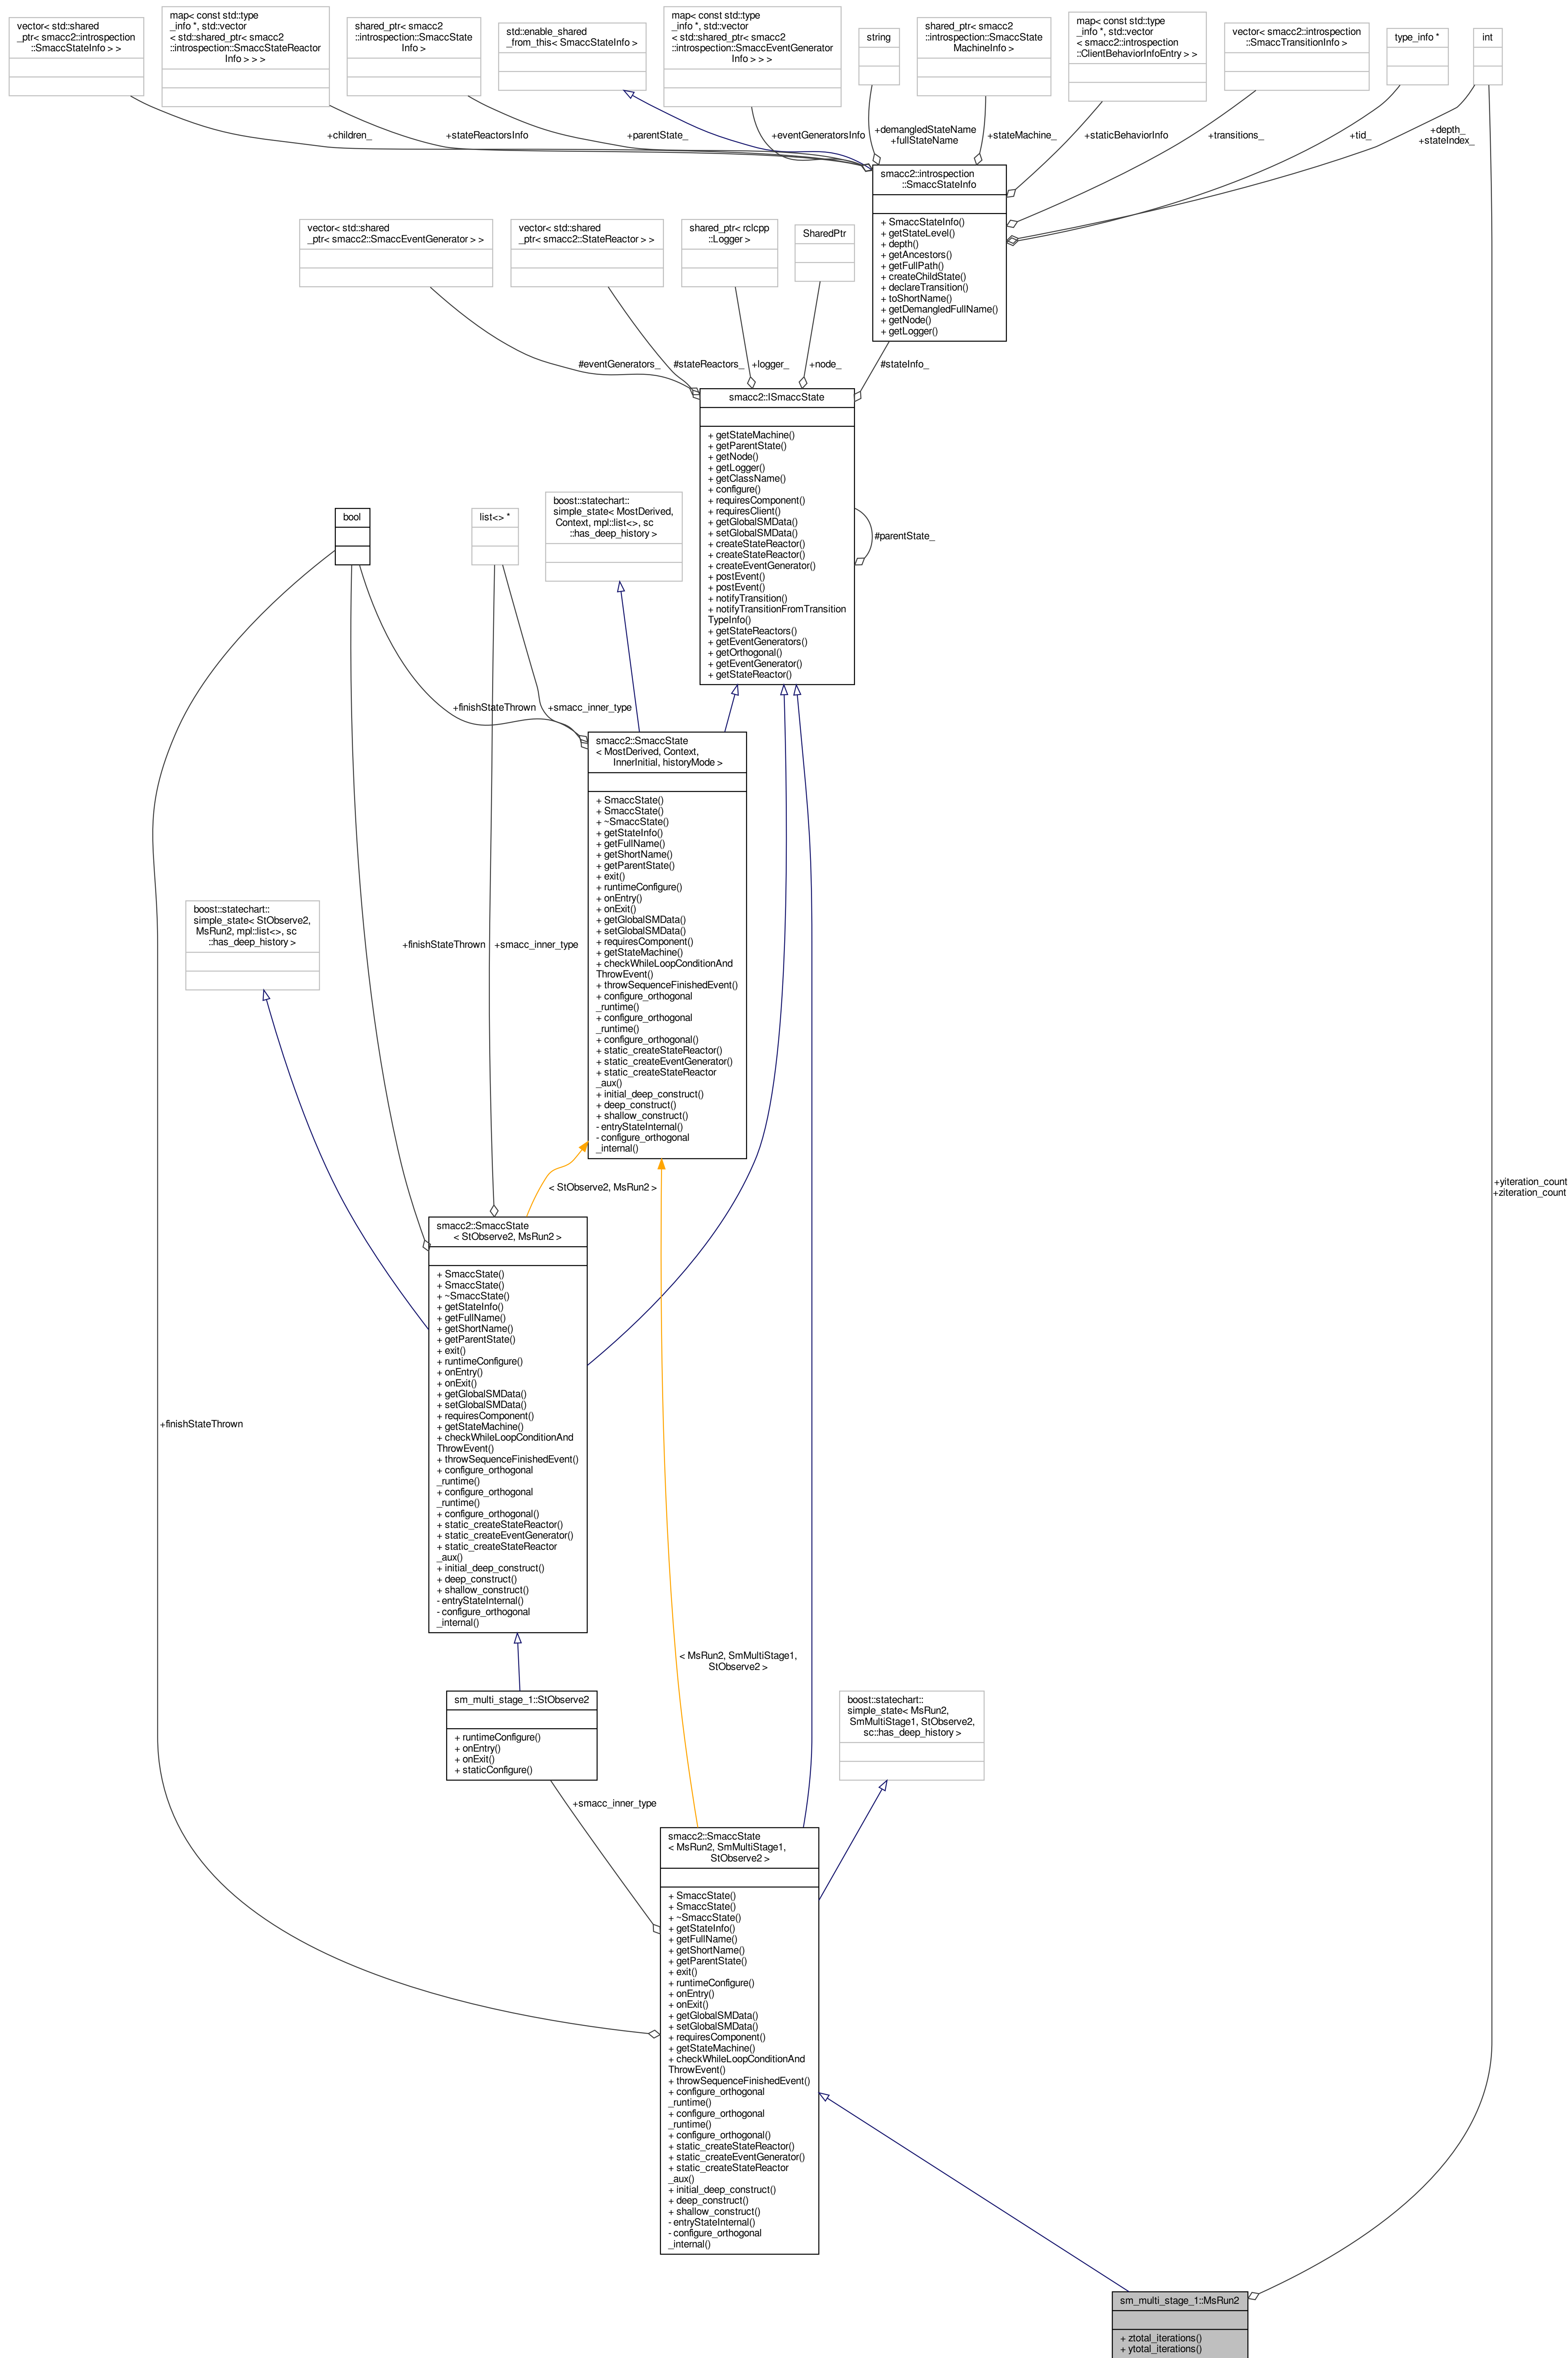 vector< std::shared
_ptr< smacc2::introspection
::SmaccStateInfo > >
map< const std::type
_info *, std::vector
< std::shared_ptr< smacc2
::introspection::SmaccStateReactor
Info > > >
shared_ptr< smacc2
::introspection::SmaccState
Info >
std::enable_shared
_from_this< SmaccStateInfo >
map< const std::type
_info *, std::vector
< std::shared_ptr< smacc2
::introspection::SmaccEventGenerator
Info > > >
string
shared_ptr< smacc2
::introspection::SmaccState
MachineInfo >
map< const std::type
_info *, std::vector
< smacc2::introspection
::ClientBehaviorInfoEntry > >
vector< smacc2::introspection
::SmaccTransitionInfo >
type_info *
int
+children_
+stateReactorsInfo
+parentState_
+eventGeneratorsInfo
+demangledStateName
+fullStateName
+stateMachine_
+staticBehaviorInfo
+transitions_
+tid_
+depth_
+stateIndex_
smacc2::introspection
::SmaccStateInfo
+ SmaccStateInfo()
+ getStateLevel()
+ depth()
+ getAncestors()
+ getFullPath()
+ createChildState()
+ declareTransition()
+ toShortName()
+ getDemangledFullName()
+ getNode()
+ getLogger()
vector< std::shared
_ptr< smacc2::SmaccEventGenerator > >
vector< std::shared
_ptr< smacc2::StateReactor > >
shared_ptr< rclcpp
::Logger >
SharedPtr
#eventGenerators_
#stateReactors_
+logger_
+node_
#stateInfo_
smacc2::ISmaccState
+ getStateMachine()
+ getParentState()
+ getNode()
+ getLogger()
+ getClassName()
+ configure()
+ requiresComponent()
+ requiresClient()
+ getGlobalSMData()
+ setGlobalSMData()
+ createStateReactor()
+ createStateReactor()
+ createEventGenerator()
+ postEvent()
+ postEvent()
+ notifyTransition()
+ notifyTransitionFromTransition
TypeInfo()
+ getStateReactors()
+ getEventGenerators()
+ getOrthogonal()
+ getEventGenerator()
+ getStateReactor()
#parentState_
bool
list<> *
boost::statechart::
simple_state< MostDerived,
Context, mpl::list<>, sc
::has_deep_history >
+finishStateThrown
+smacc_inner_type
smacc2::SmaccState
< MostDerived, Context,
InnerInitial, historyMode >
+ SmaccState()
+ SmaccState()
+ ~SmaccState()
+ getStateInfo()
+ getFullName()
+ getShortName()
+ getParentState()
+ exit()
+ runtimeConfigure()
+ onEntry()
+ onExit()
+ getGlobalSMData()
+ setGlobalSMData()
+ requiresComponent()
+ getStateMachine()
+ checkWhileLoopConditionAnd
ThrowEvent()
+ throwSequenceFinishedEvent()
+ configure_orthogonal
_runtime()
+ configure_orthogonal
_runtime()
+ configure_orthogonal()
+ static_createStateReactor()
+ static_createEventGenerator()
+ static_createStateReactor
_aux()
+ initial_deep_construct()
+ deep_construct()
+ shallow_construct()
- entryStateInternal()
- configure_orthogonal
_internal()
boost::statechart::
simple_state< StObserve2,
MsRun2, mpl::list<>, sc
::has_deep_history >
+finishStateThrown
+smacc_inner_type
< StObserve2, MsRun2 >
+yiteration_count
+ziteration_count
smacc2::SmaccState
< StObserve2, MsRun2 >
+ SmaccState()
+ SmaccState()
+ ~SmaccState()
+ getStateInfo()
+ getFullName()
+ getShortName()
+ getParentState()
+ exit()
+ runtimeConfigure()
+ onEntry()
+ onExit()
+ getGlobalSMData()
+ setGlobalSMData()
+ requiresComponent()
+ getStateMachine()
+ checkWhileLoopConditionAnd
ThrowEvent()
+ throwSequenceFinishedEvent()
+ configure_orthogonal
_runtime()
+ configure_orthogonal
_runtime()
+ configure_orthogonal()
+ static_createStateReactor()
+ static_createEventGenerator()
+ static_createStateReactor
_aux()
+ initial_deep_construct()
+ deep_construct()
+ shallow_construct()
- entryStateInternal()
- configure_orthogonal
_internal()
+finishStateThrown
< MsRun2, SmMultiStage1,
StObserve2 >
sm_multi_stage_1::StObserve2
+ runtimeConfigure()
+ onEntry()
+ onExit()
+ staticConfigure()
boost::statechart::
simple_state< MsRun2,
SmMultiStage1, StObserve2,
sc::has_deep_history >
+smacc_inner_type
smacc2::SmaccState
< MsRun2, SmMultiStage1,
StObserve2 >
+ SmaccState()
+ SmaccState()
+ ~SmaccState()
+ getStateInfo()
+ getFullName()
+ getShortName()
+ getParentState()
+ exit()
+ runtimeConfigure()
+ onEntry()
+ onExit()
+ getGlobalSMData()
+ setGlobalSMData()
+ requiresComponent()
+ getStateMachine()
+ checkWhileLoopConditionAnd
ThrowEvent()
+ throwSequenceFinishedEvent()
+ configure_orthogonal
_runtime()
+ configure_orthogonal
_runtime()
+ configure_orthogonal()
+ static_createStateReactor()
+ static_createEventGenerator()
+ static_createStateReactor
_aux()
+ initial_deep_construct()
+ deep_construct()
+ shallow_construct()
- entryStateInternal()
- configure_orthogonal
_internal()
sm_multi_stage_1::MsRun2
+ ztotal_iterations()
+ ytotal_iterations()